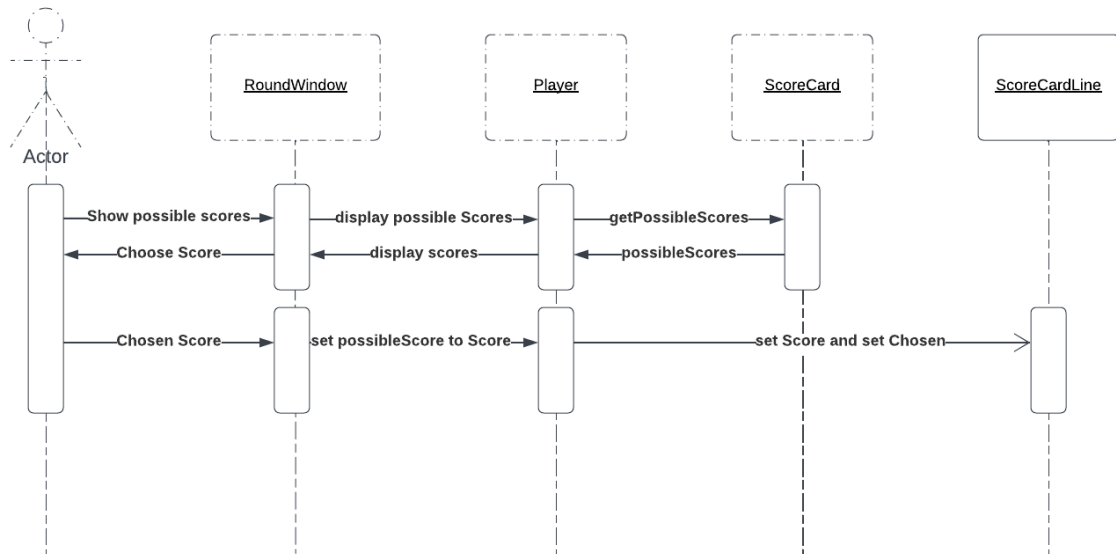 RoundWindow
Player
ScoreCard
ScoreCardLine
Actor
Show possible scores
display possible Scores
getPossibleScores
Choose Score
display scores
possibleScores
Chosen Score
set possibleScore to Score
set Score and set Chosen